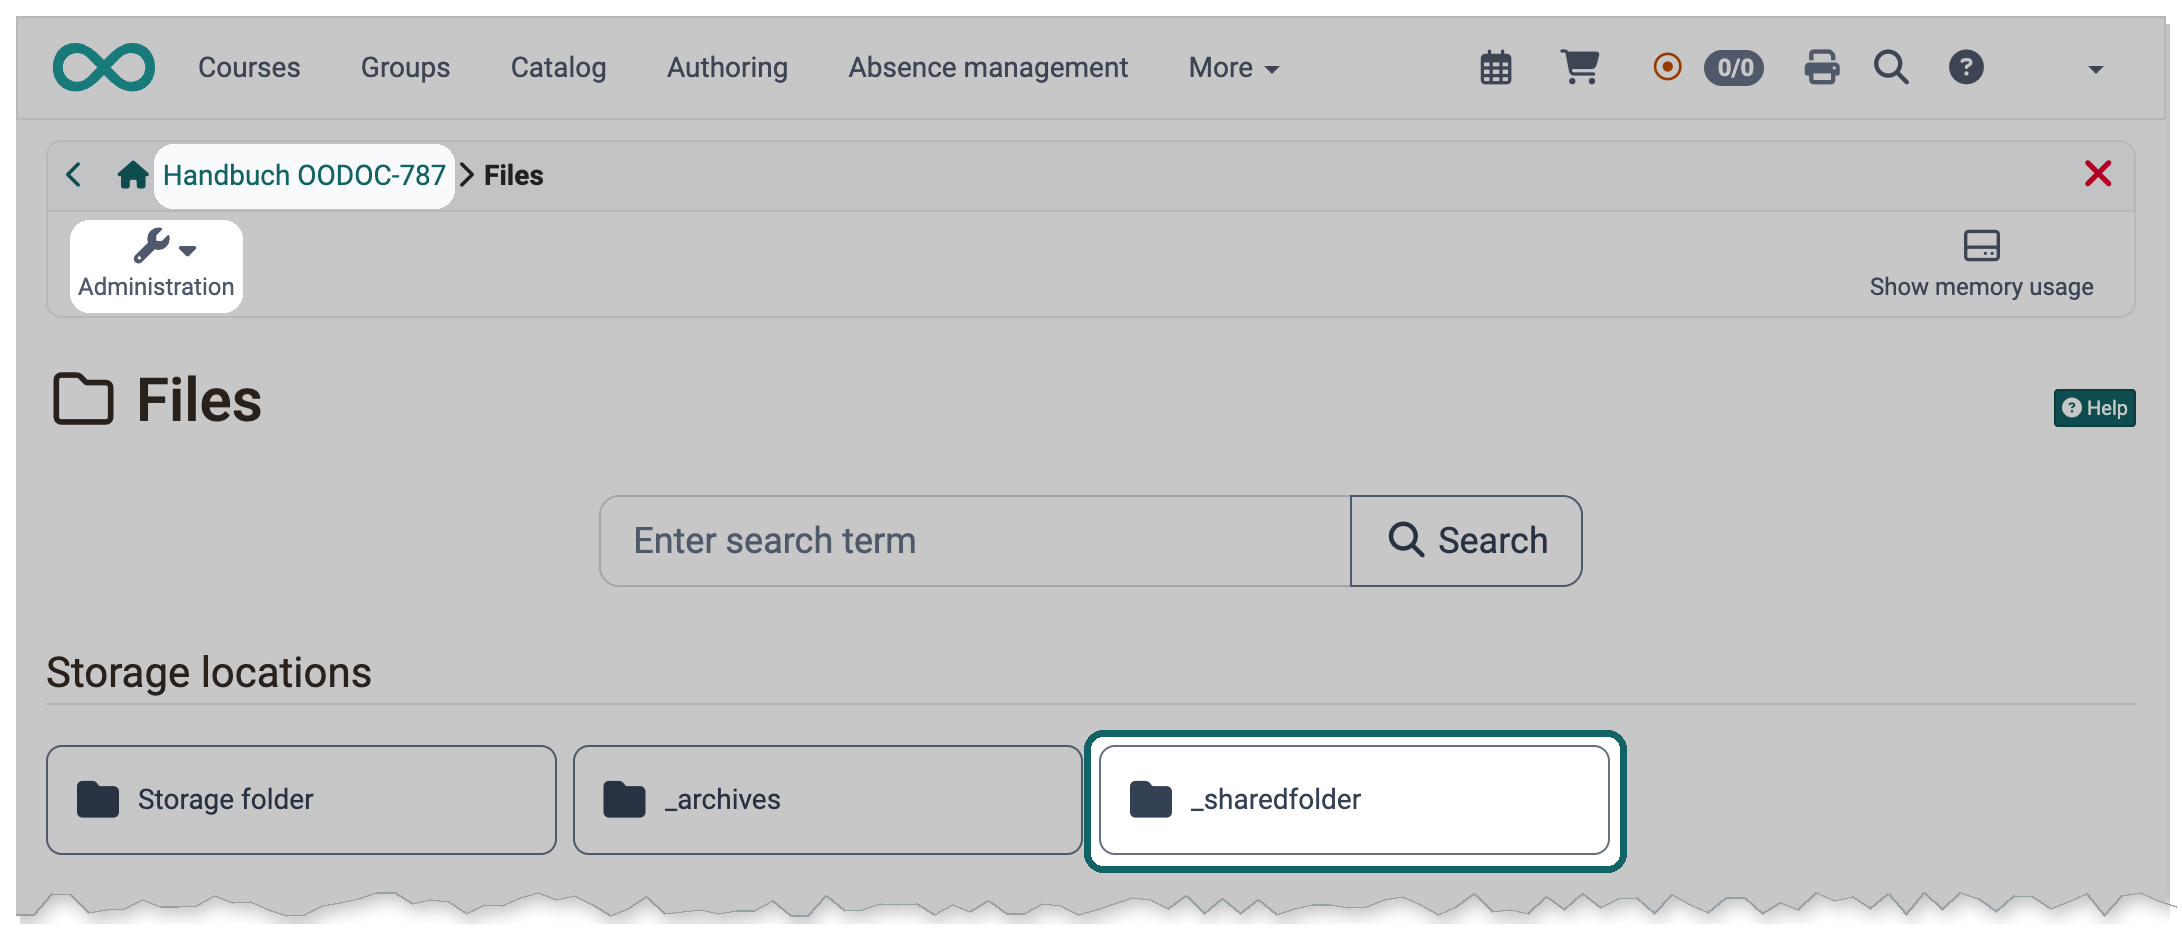 Courses Groups Catalog Authoring Absence management More 0/0 ?
Handbuch OODOC-787 Files
Administration Show memory usage
Files
? Help
Enter search term Search
Storage locations
Storage folder _archives _sharedfolder